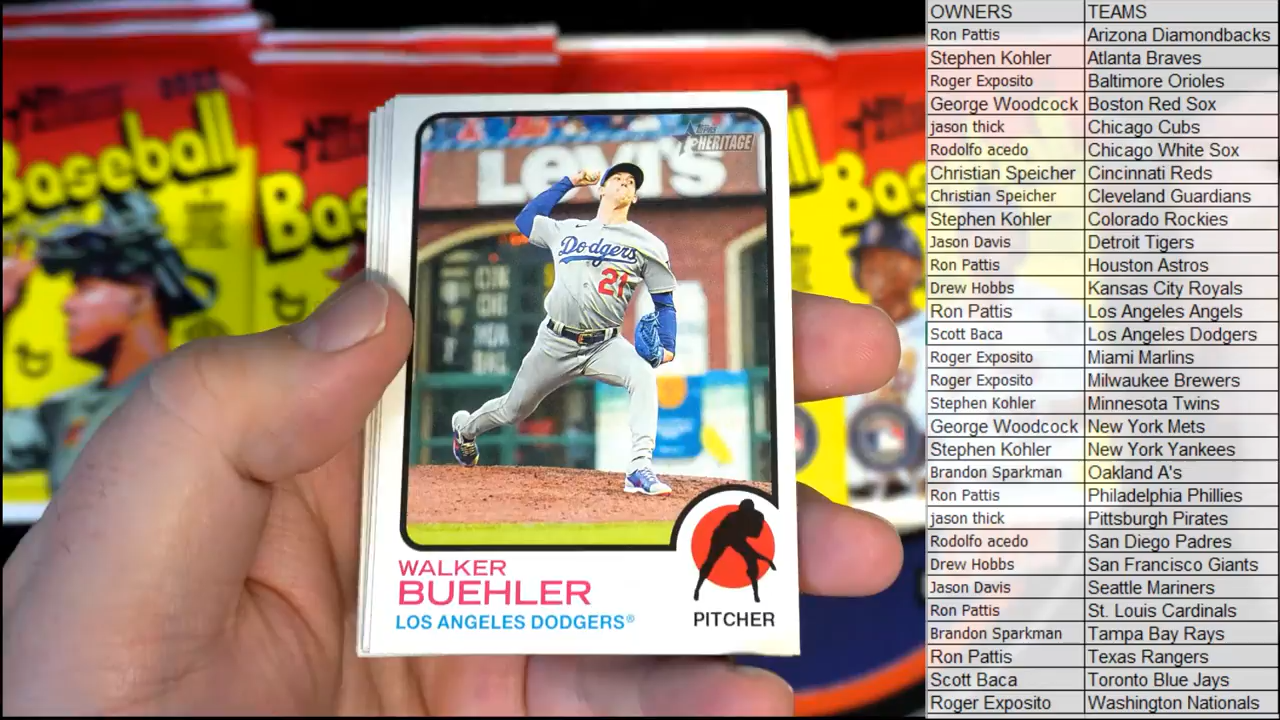 Baseball
Baseball
Levi's
Topps
HERITAGE
Dodgers
21
WALKER
BUEHLER
LOS ANGELES DODGERS®
PITCHER
OWNERS TEAMS
Ron Pattis Arizona Diamondbacks
Stephen Kohler Atlanta Braves
Roger Exposito Baltimore Orioles
George Woodcock Boston Red Sox
jason thick Chicago Cubs
Rodolfo acedo Chicago White Sox
Christian Speicher Cincinnati Reds
Christian Speicher Cleveland Guardians
Stephen Kohler Colorado Rockies
Jason Davis Detroit Tigers
Ron Pattis Houston Astros
Drew Hobbs Kansas City Royals
Ron Pattis Los Angeles Angels
Scott Baca Los Angeles Dodgers
Roger Exposito Miami Marlins
Roger Exposito Milwaukee Brewers
Stephen Kohler Minnesota Twins
George Woodcock New York Mets
Stephen Kohler New York Yankees
Brandon Sparkman Oakland A's
Ron Pattis Philadelphia Phillies
jason thick Pittsburgh Pirates
Rodolfo acedo San Diego Padres
Drew Hobbs San Francisco Giants
Jason Davis Seattle Mariners
Ron Pattis St. Louis Cardinals
Brandon Sparkman Tampa Bay Rays
Ron Pattis Texas Rangers
Scott Baca Toronto Blue Jays
Roger Exposito Washington Nationals